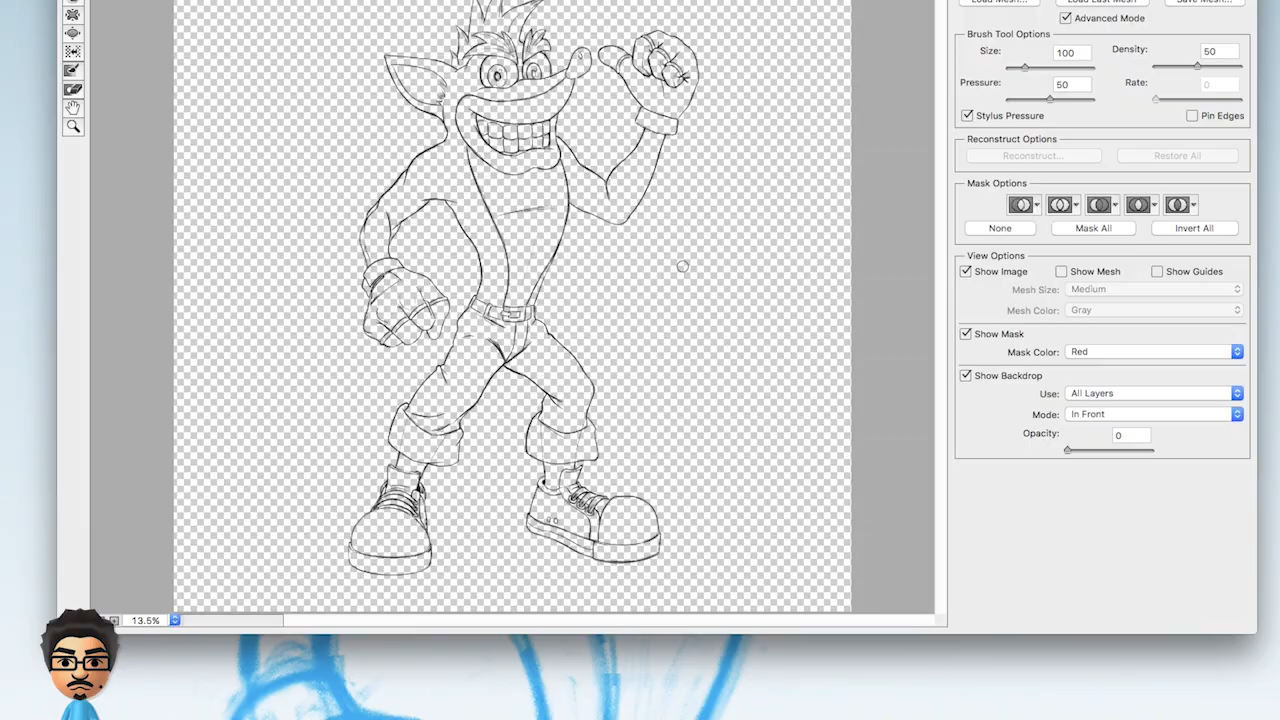 Load Mesh... Load Last Mesh... Save Mesh...
Advanced Mode
Brush Tool Options
Size: 100 Density: 50
Pressure: 50 Rate: 0
Stylus Pressure Pin Edges
Reconstruct Options
Reconstruct... Restore All
Mask Options
None Mask All Invert All
View Options
Show Image Show Mesh Show Guides
Mesh Size: Medium
Mesh Color: Gray
Show Mask
Mask Color: Red
Show Backdrop
Use: All Layers
Mode: In Front
Opacity: 0
13.5%